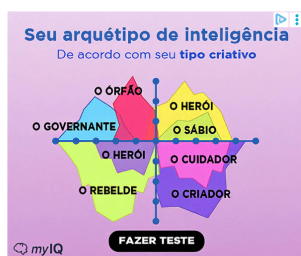 Seu arquétipo de inteligência
De acordo com seu tipo criativo
O ÓRFÃO
O HERÓI
O GOVERNANTE
O SÁBIO
O HERÓI
O CUIDADOR
O REBELDE
O CRIADOR
FAZER TESTE
myIQ